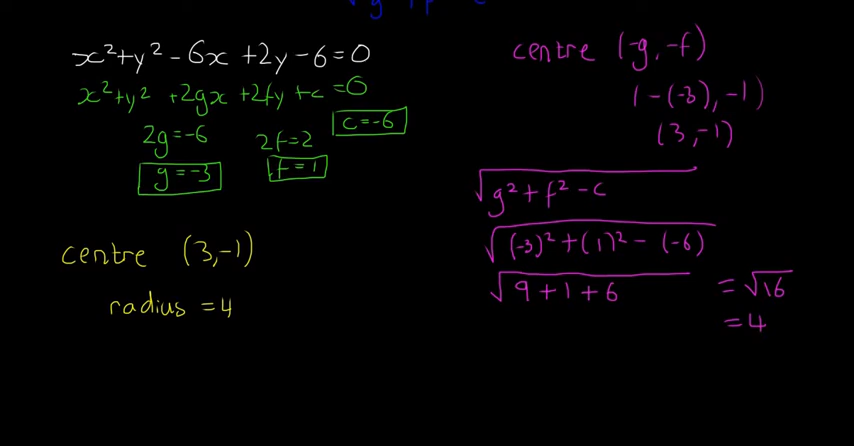 x² + y² - 6x + 2y - 6 = 0
x² + y² + 2gx + 2fy + c = 0
c = -6
2g = -6
2f = 2
g = -3
f = 1
centre (3, -1)
radius = 4
centre (-g, -f)
(-(-3), -1)
(3, -1)
√g² + f² - c
√(-3)² + (1)² - (-6)
√9 + 1 + 6 = √16
= 4